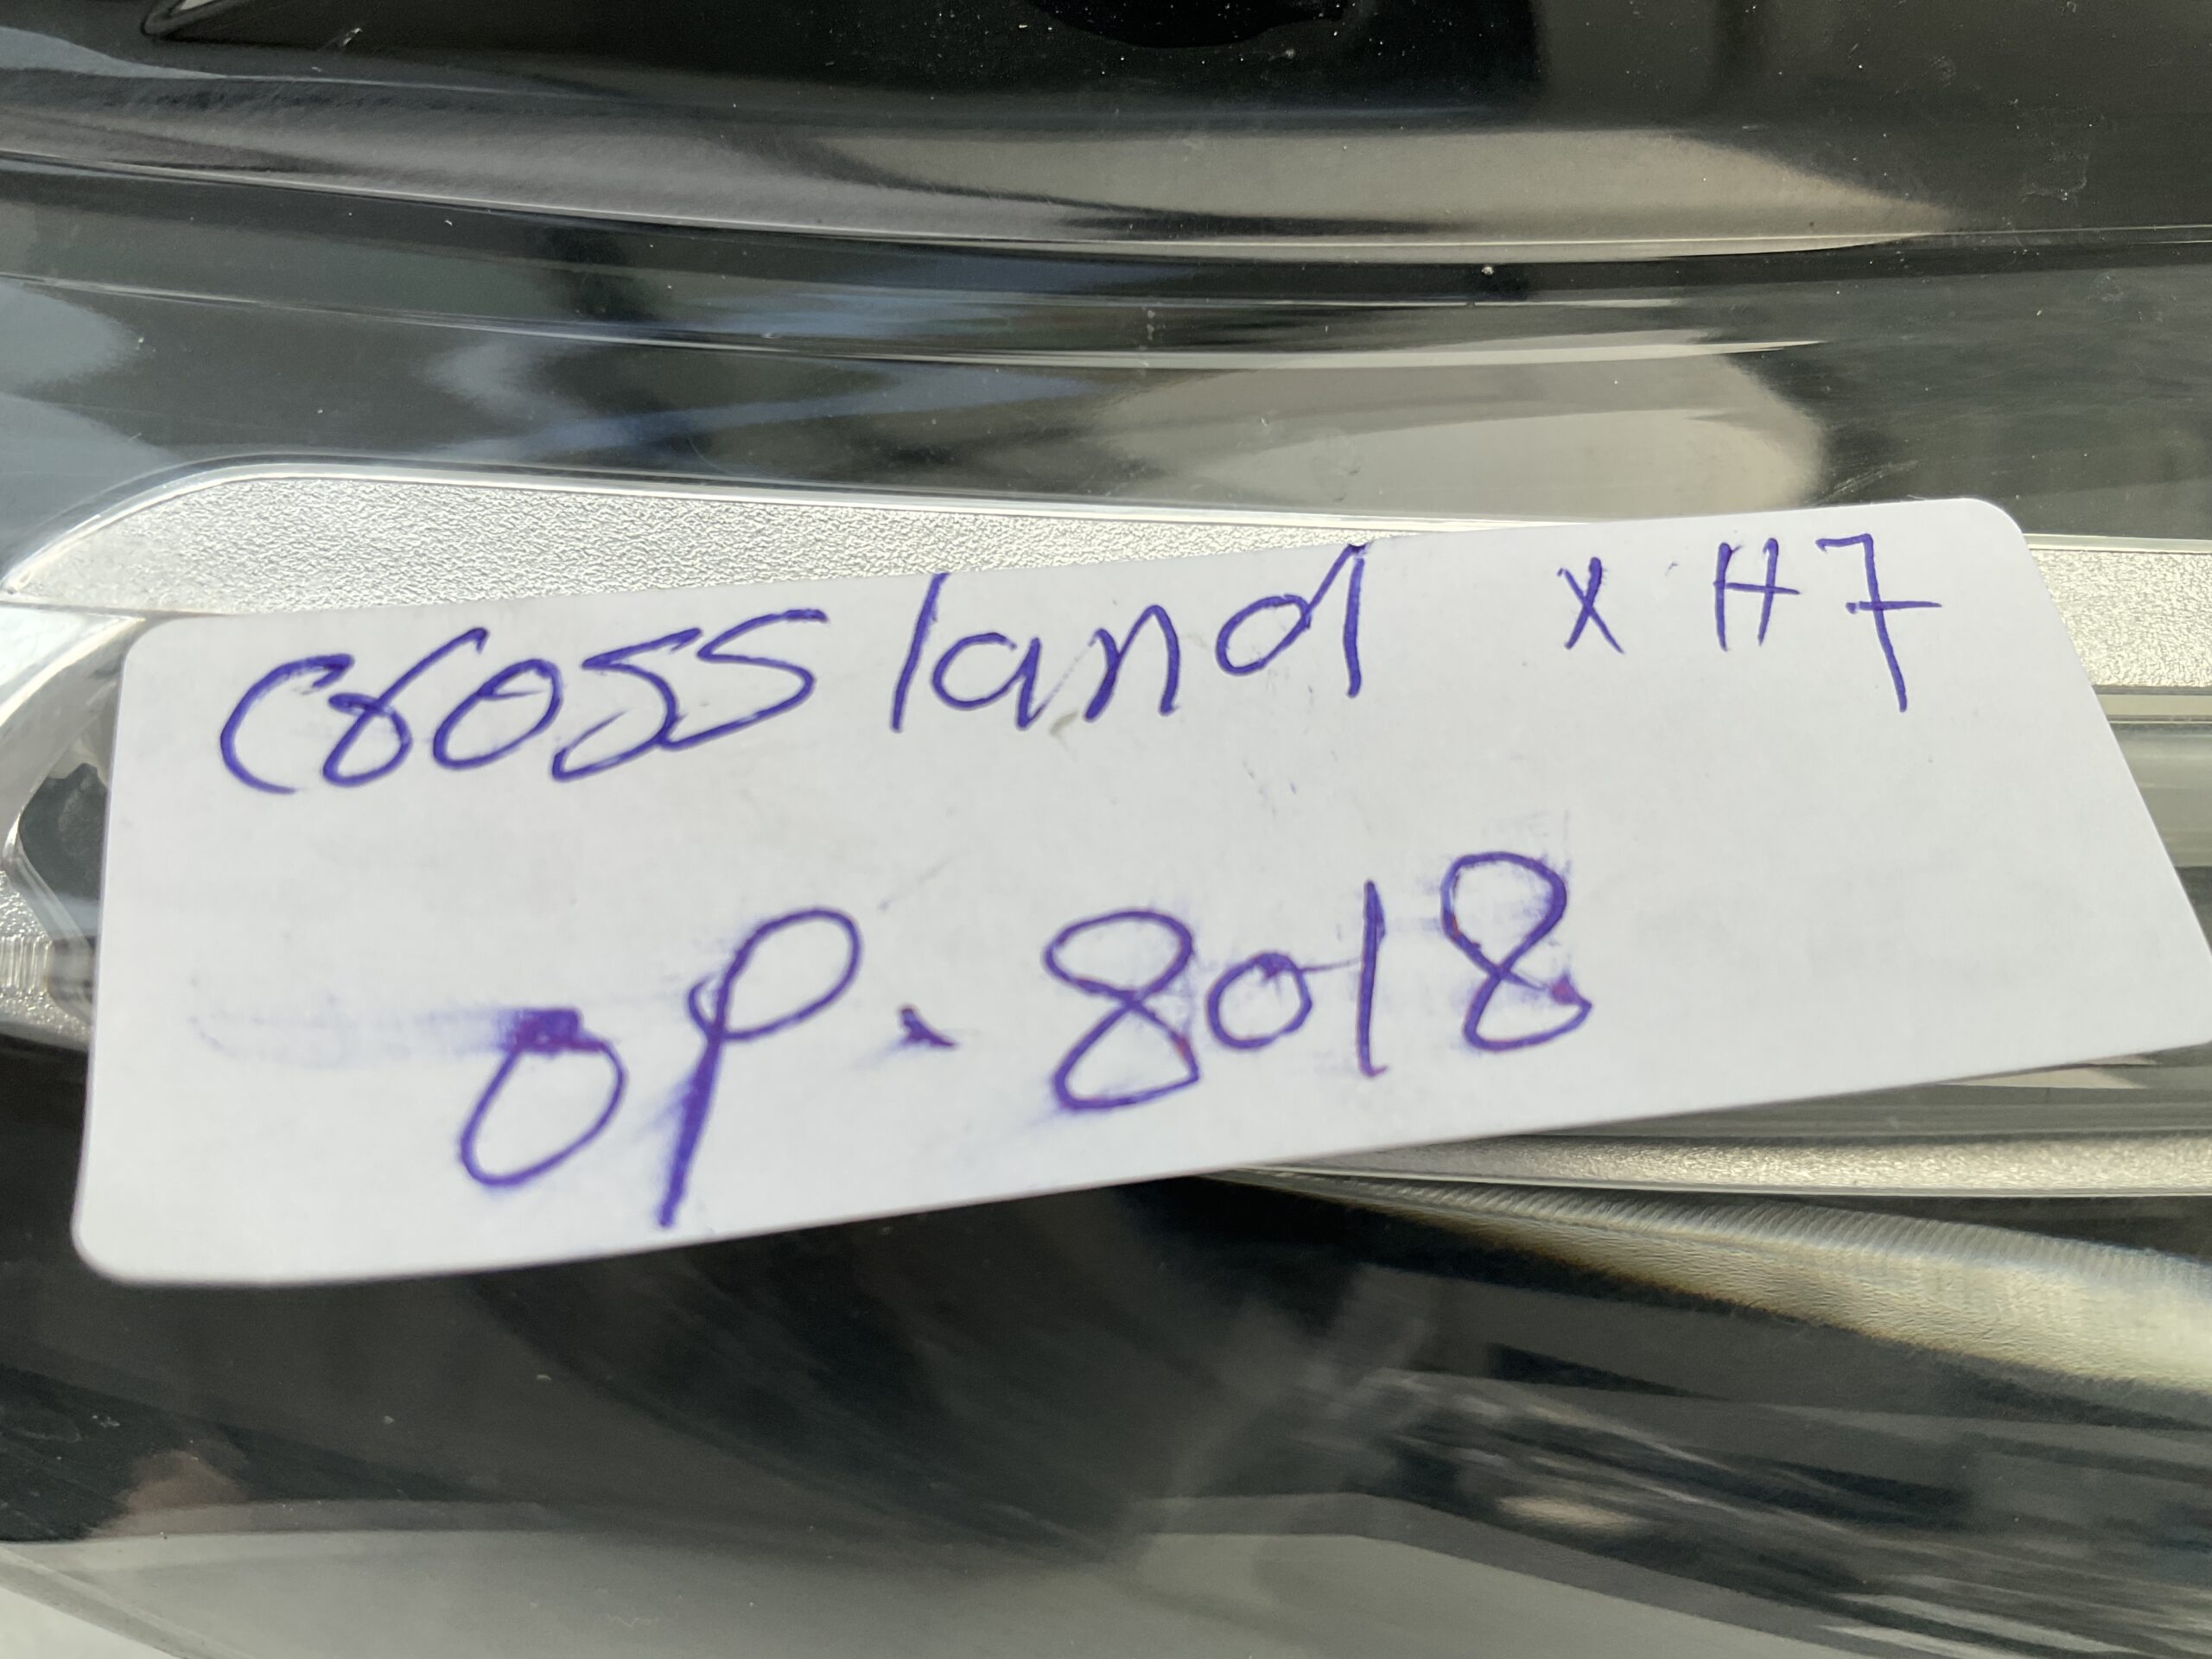 crossland x H7
OP. 8018